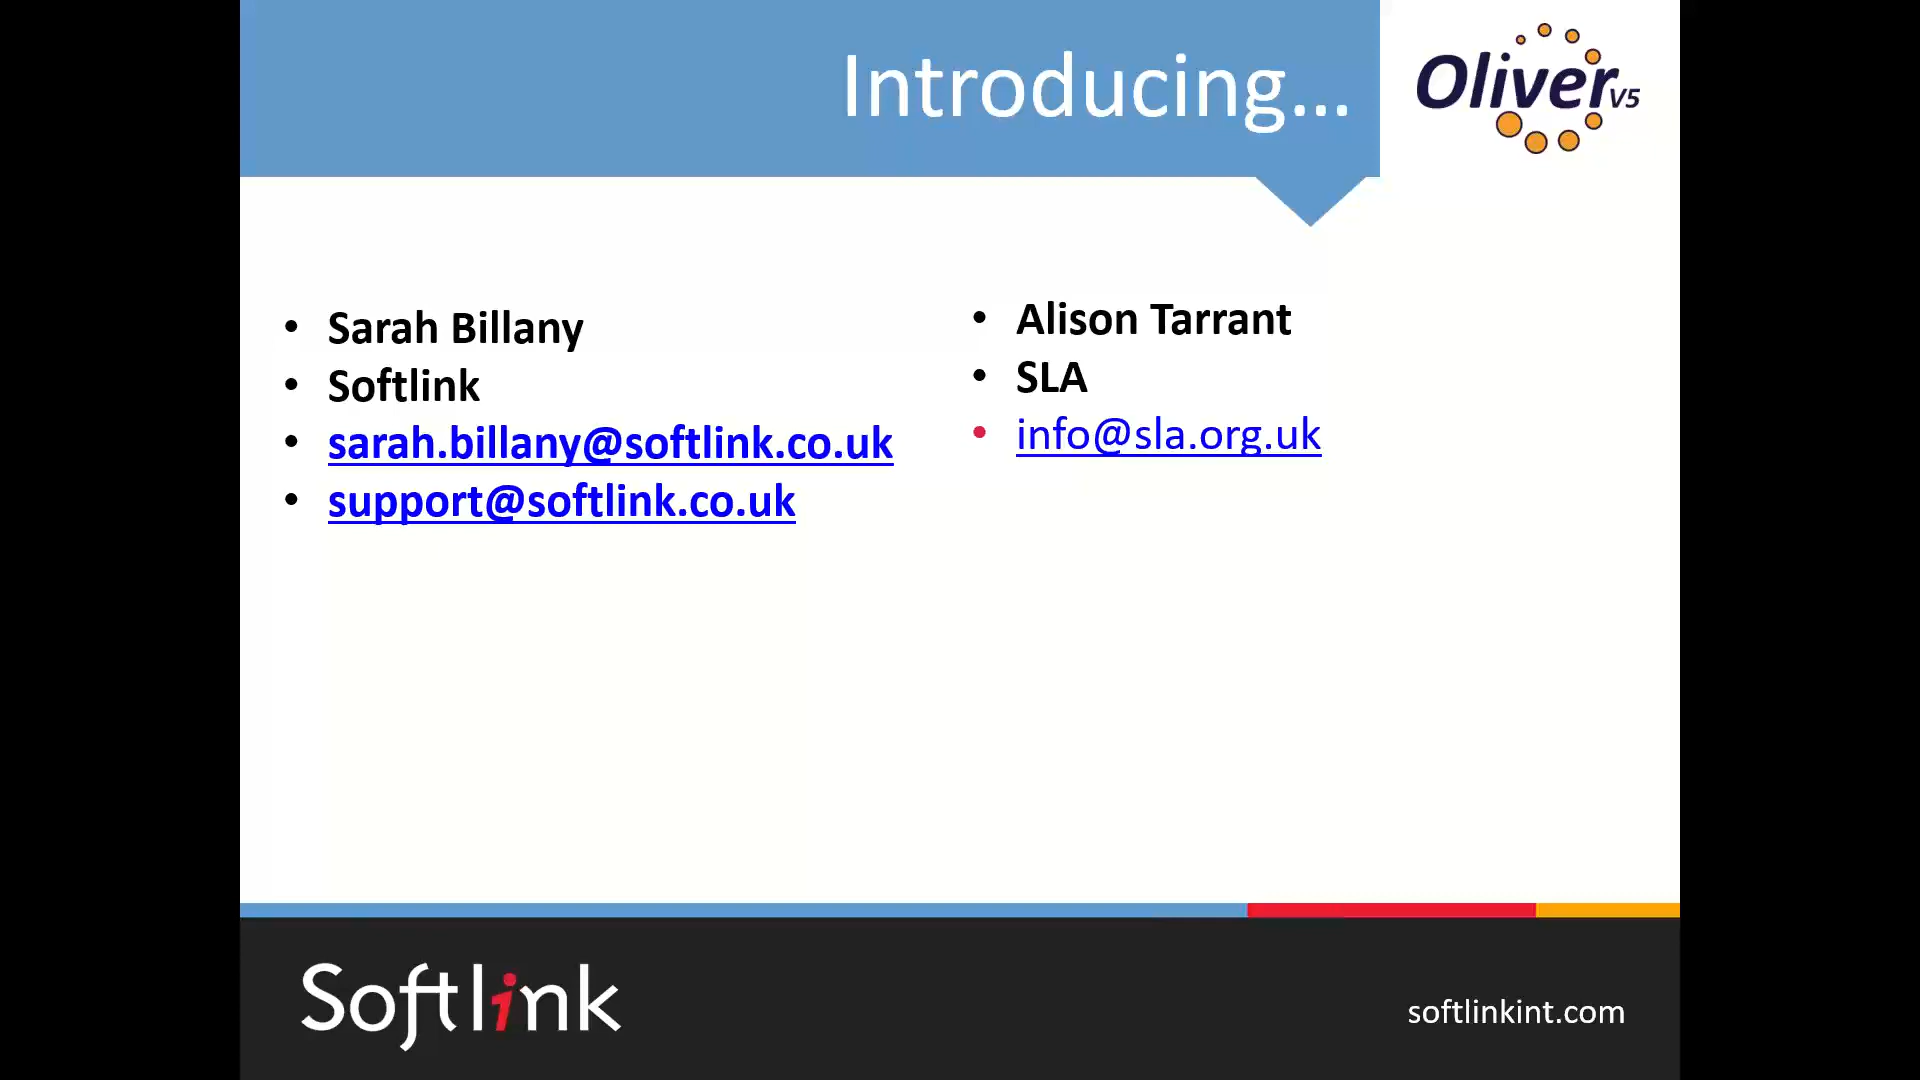 Introducing...
Oliver v5
• Sarah Billany
• Softlink
• sarah.billany@softlink.co.uk
• support@softlink.co.uk
• Alison Tarrant
• SLA
• info@sla.org.uk
Softlink
softlinkint.com